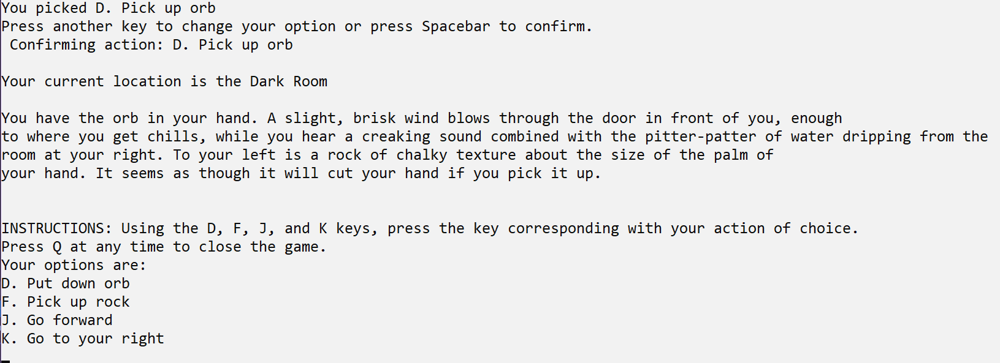 You picked D. Pick up orb
Press another key to change your option or press Spacebar to confirm.
Confirming action: D. Pick up orb
Your current location is the Dark Room
You have the orb in your hand. A slight, brisk wind blows through the door in front of you, enough
to where you get chills, while you hear a creaking sound combined with the pitter-patter of water dripping from the
room at your right. To your left is a rock of chalky texture about the size of the palm of
your hand. It seems as though it will cut your hand if you pick it up.
INSTRUCTIONS: Using the D, F, J, and K keys, press the key corresponding with your action of choice.
Press Q at any time to close the game.
Your options are:
D. Put down orb
F. Pick up rock
J. Go forward
K. Go to your right